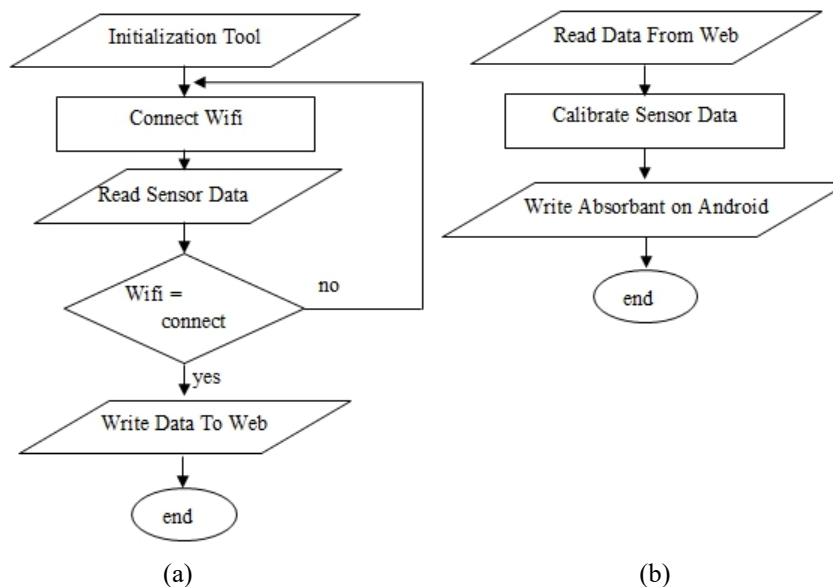 Initialization Tool
Connect Wifi
Read Sensor Data
Wifi =
connect
no
yes
Write Data To Web
end
(a)
Read Data From Web
Calibrate Sensor Data
Write Absorbant on Android
end
(b)